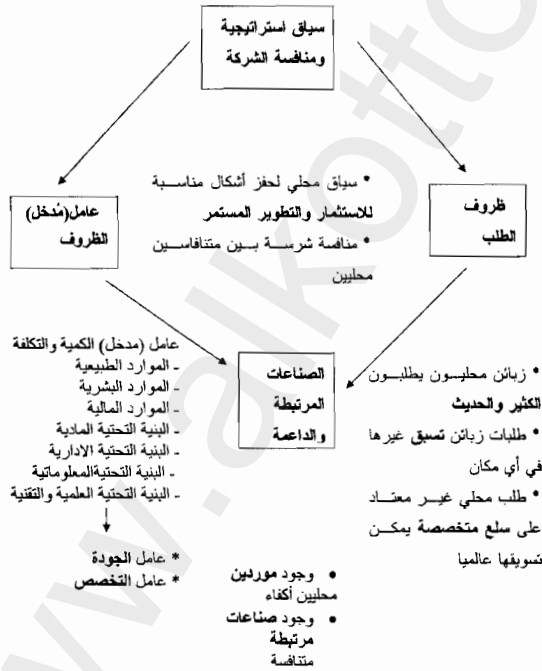 سياق استراتيجية
ومنافسة الشركة
* سياق محلي لحفز أشكال مناسبة
للاستثمار والتطوير المستمر
* منافسة شرسة بين متنافاسين
محليين
ظروف
الطلب
عامل(مُدخل)
الظروف
عامل (مدخل) الكمية والتكلفة
- الموارد الطبيعية
- الموارد البشرية
- الموارد المالية
- البنية التحتية المادية
- البنية التحتية الادارية
- البنية التحتيةالمعلوماتية
- البنية التحتية العلمية والتقنية
* عامل الجودة
* عامل التخصص
الصناعات
المرتبطة
والداعمة
* زبائن محليون يطلبون
الكثير والحديث
* طلبات زبائن تسبق غيرها
في أي مكان
* طلب محلي غير معتاد
على سلع متخصصة يمكن
تسويقها عالميا
• وجود موردين
محليين أكفاء
• وجود صناعات
مرتبطة
متنافسة
www.alkotto